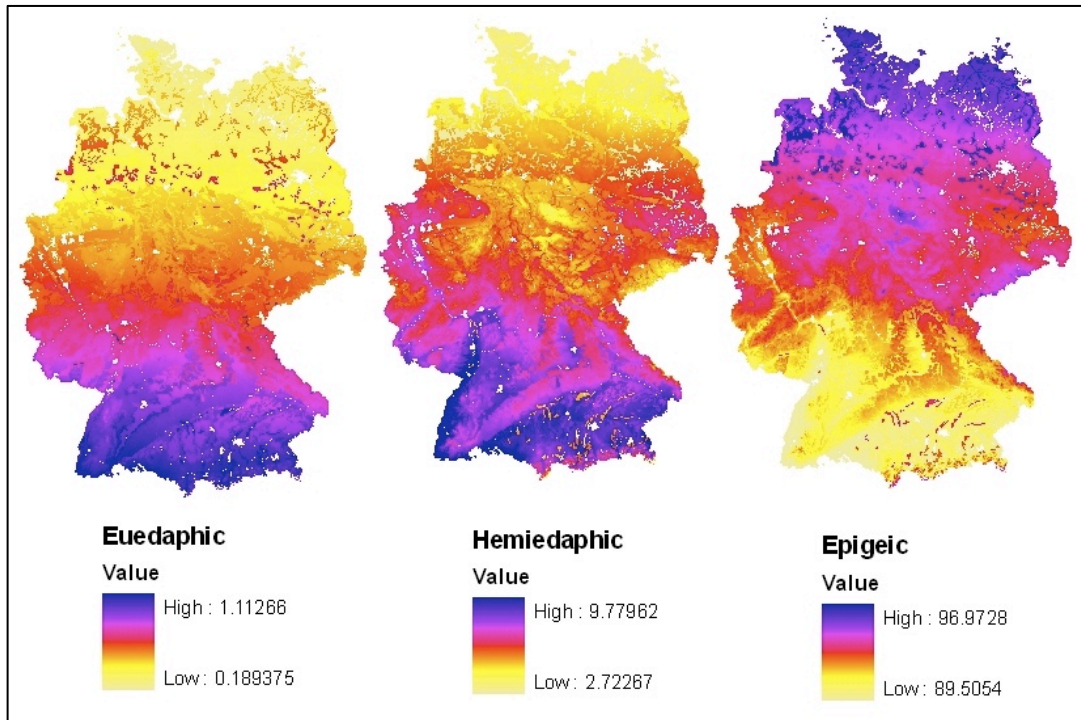 Euedaphic
Value
High : 1.11266
Low : 0.189375
Hemiedaphic
Value
High : 9.77962
Low : 2.72267
Epigeic
Value
High : 96.9728
Low : 89.5054